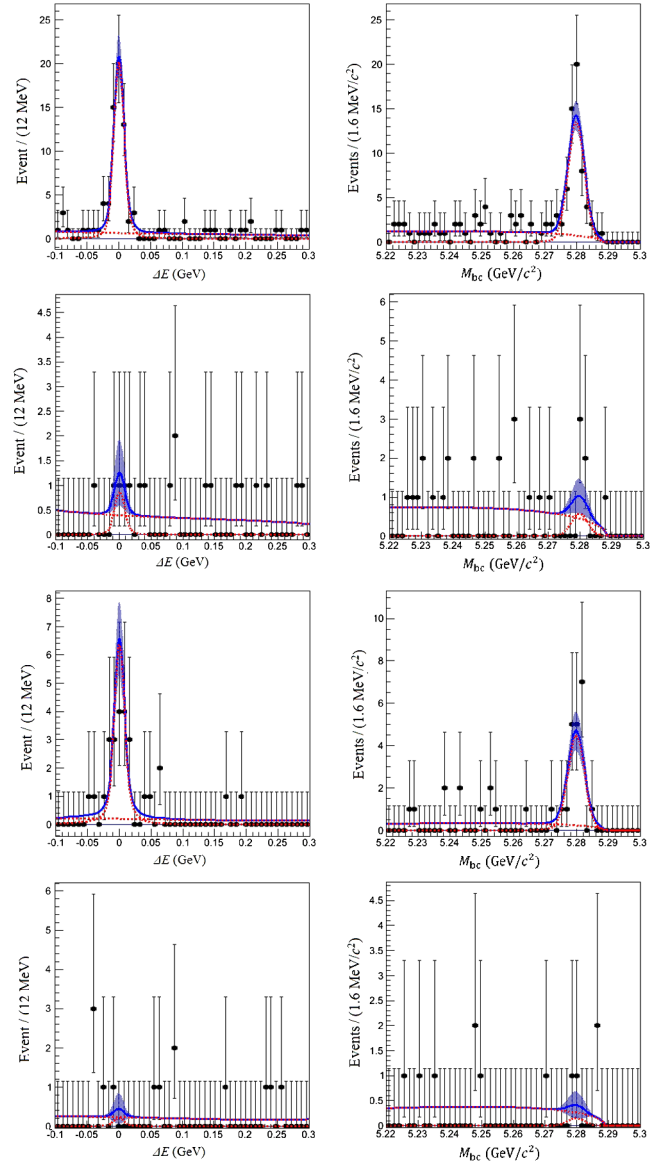 Event / (12 MeV)
25
20
15
10
5
0
-0.1 -0.05 0 0.05 0.1 0.15 0.2 0.25 0.3
ΔE (GeV)
Events / (1.6 MeV/c²)
25
20
15
10
5
0
5.22 5.23 5.24 5.25 5.26 5.27 5.28 5.29 5.3
M_bc (GeV/c²)
Event / (12 MeV)
4.5
4
3.5
3
2.5
2
1.5
1
0.5
0
-0.1 -0.05 0 0.05 0.1 0.15 0.2 0.25 0.3
ΔE (GeV)
Events / (1.6 MeV/c²)
6
5
4
3
2
1
0
5.22 5.23 5.24 5.25 5.26 5.27 5.28 5.29 5.3
M_bc (GeV/c²)
Event / (12 MeV)
8
7
6
5
4
3
2
1
0
-0.1 -0.05 0 0.05 0.1 0.15 0.2 0.25 0.3
ΔE (GeV)
Events / (1.6 MeV/c²)
10
8
6
4
2
0
5.22 5.23 5.24 5.25 5.26 5.27 5.28 5.29 5.3
M_bc (GeV/c²)
Event / (12 MeV)
6
5
4
3
2
1
0
-0.1 -0.05 0 0.05 0.1 0.15 0.2 0.25 0.3
ΔE (GeV)
Events / (1.6 MeV/c²)
4.5
4
3.5
3
2.5
2
1.5
1
0.5
0
5.22 5.23 5.24 5.25 5.26 5.27 5.28 5.29 5.3
M_bc (GeV/c²)